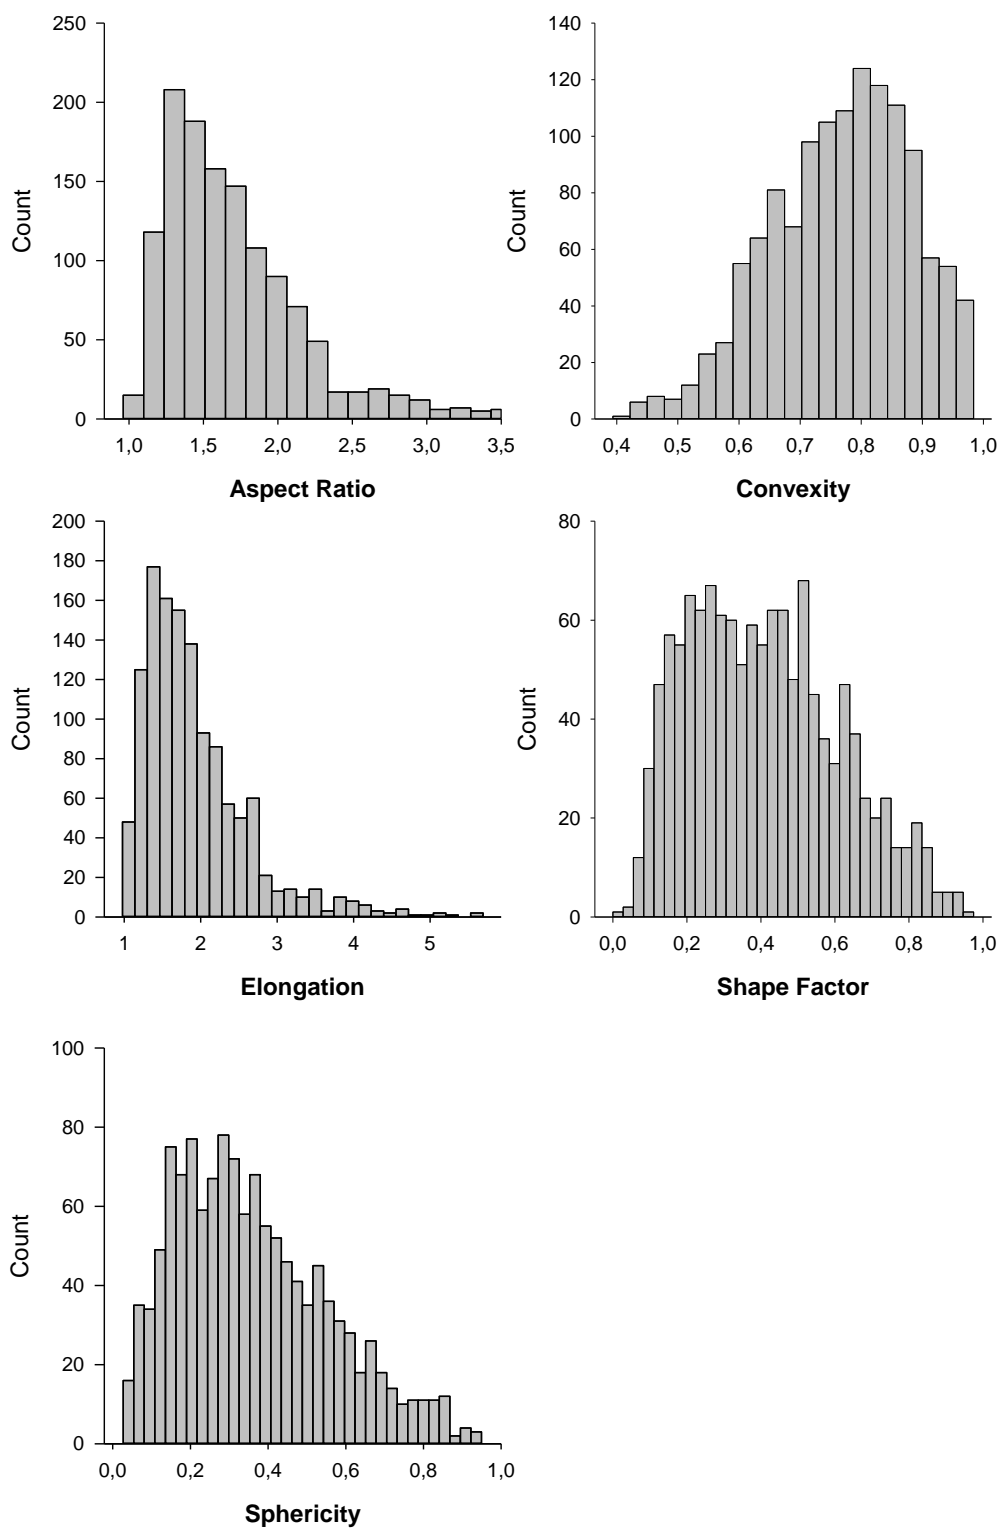 250
200
150
100
50
0
Count
1,0 1,5 2,0 2,5 3,0 3,5
Aspect Ratio
140
120
100
80
60
40
20
0
Count
0,4 0,5 0,6 0,7 0,8 0,9 1,0
Convexity
200
180
160
140
120
100
80
60
40
20
0
Count
1 2 3 4 5
Elongation
80
60
40
20
0
Count
0,0 0,2 0,4 0,6 0,8 1,0
Shape Factor
100
80
60
40
20
0
Count
0,0 0,2 0,4 0,6 0,8 1,0
Sphericity